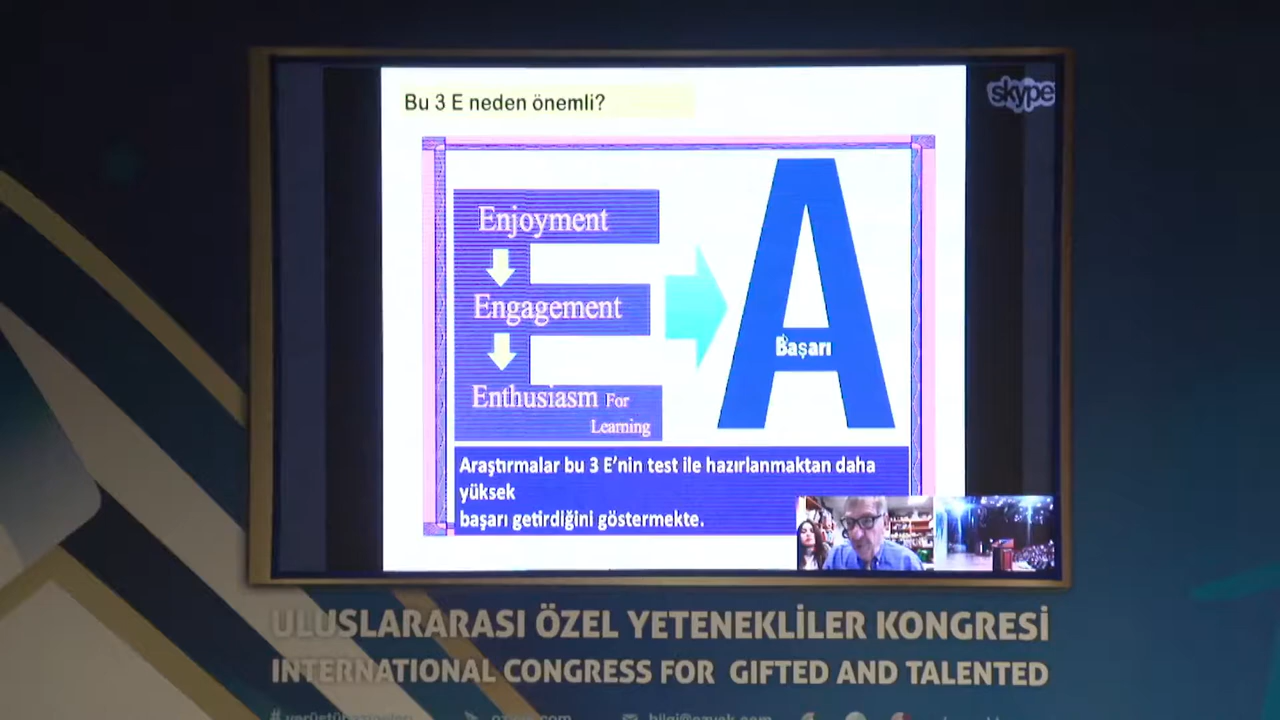 Bu 3 E neden önemli?
skype
Enjoyment
Engagement
Enthusiasm For
Learning
Başarı
Araştırmalar bu 3 E'nin test ile hazırlanmaktan daha
yüksek
başarı getirdiğini göstermekte.
ULUSLARARASI ÖZEL YETENEKLİLER KONGRESİ
INTERNATIONAL CONGRESS FOR GIFTED AND TALENTED